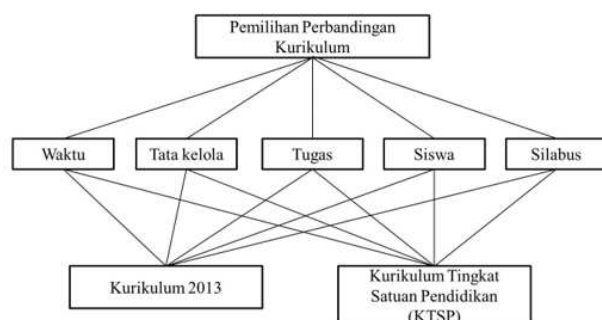 Pemilihan Perbandingan
Kurikulum
Waktu
Tata kelola
Tugas
Siswa
Silabus
Kurikulum 2013
Kurikulum Tingkat
Satuan Pendidikan
(KTSP)